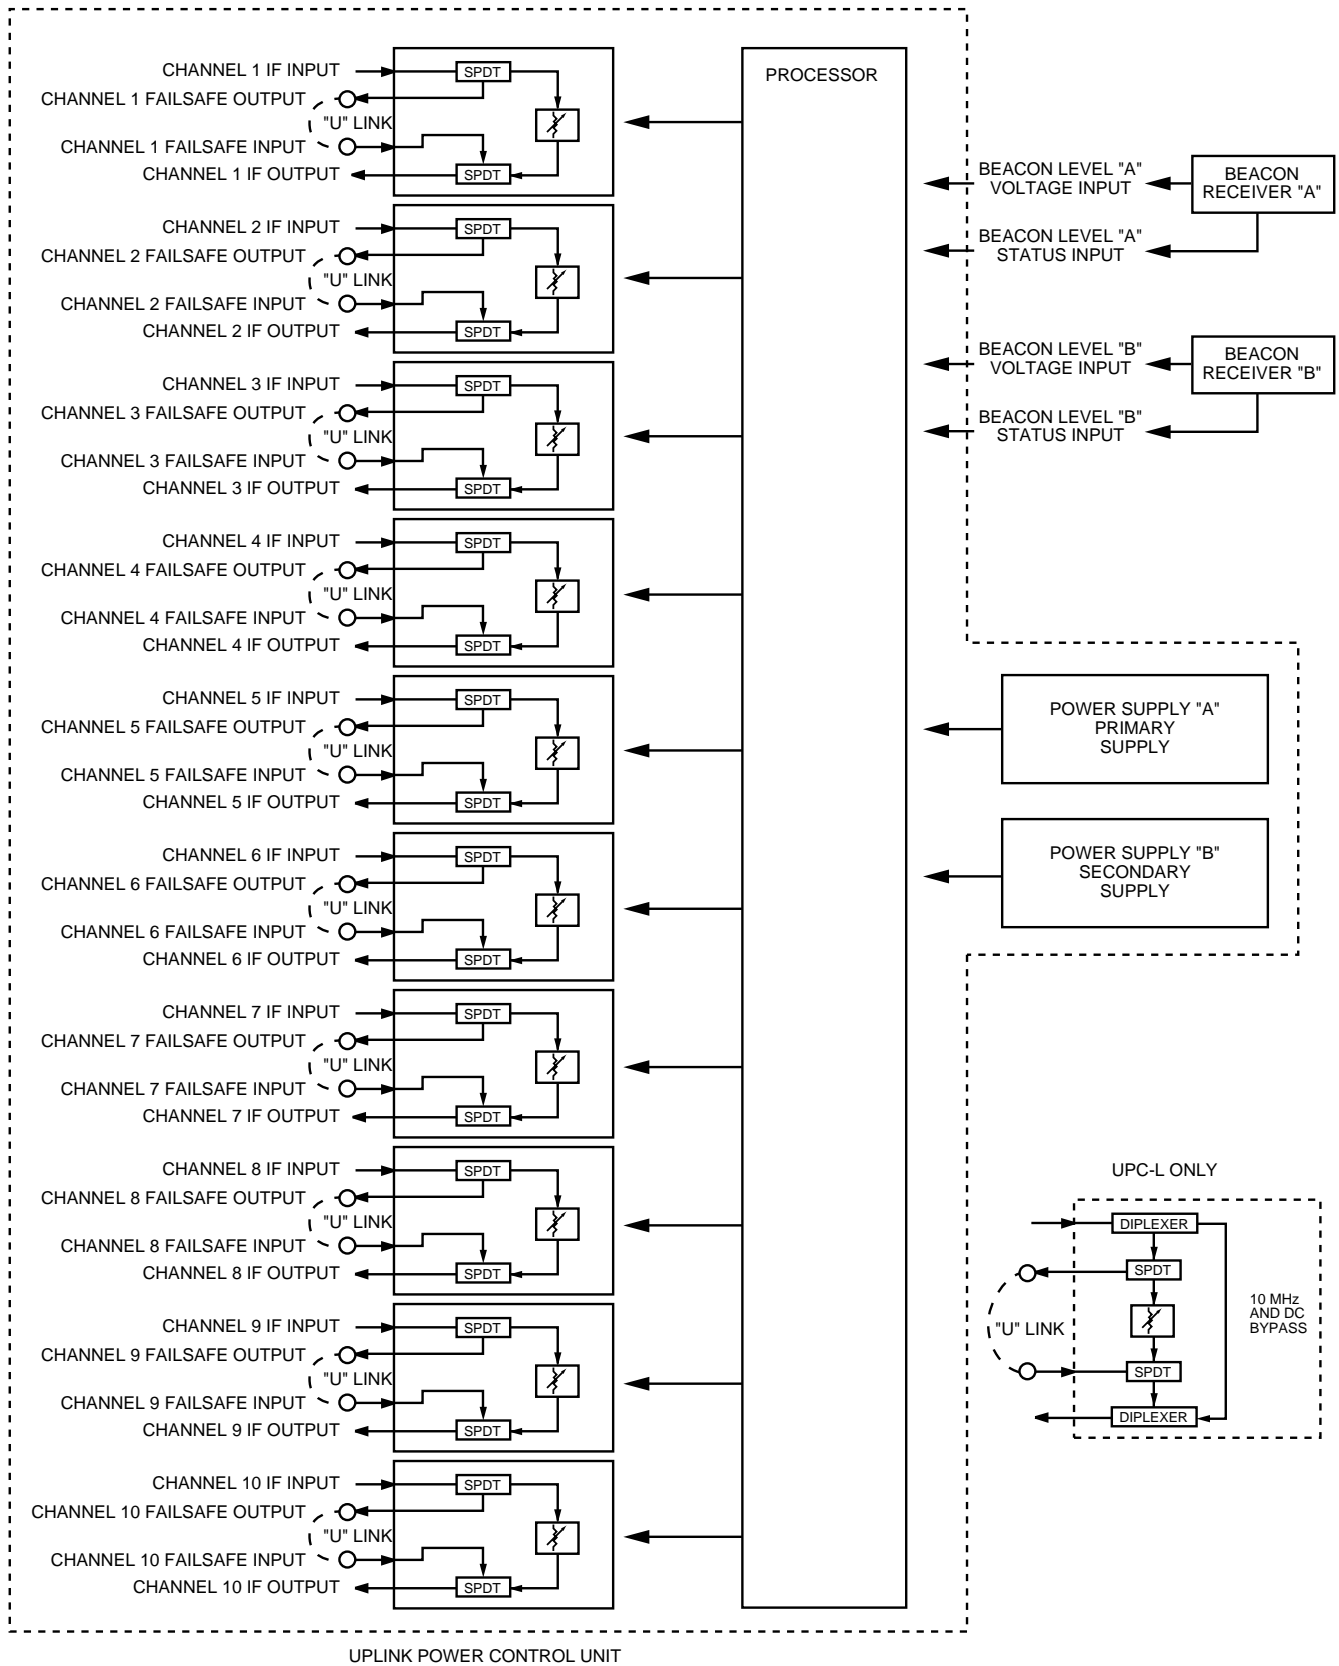 CHANNEL 1 IF INPUT
SPDT
CHANNEL 1 FAILSAFE OUTPUT
"U" LINK
CHANNEL 1 FAILSAFE INPUT
CHANNEL 1 IF OUTPUT
SPDT
CHANNEL 2 IF INPUT
SPDT
CHANNEL 2 FAILSAFE OUTPUT
"U" LINK
CHANNEL 2 FAILSAFE INPUT
CHANNEL 2 IF OUTPUT
SPDT
CHANNEL 3 IF INPUT
SPDT
CHANNEL 3 FAILSAFE OUTPUT
"U" LINK
CHANNEL 3 FAILSAFE INPUT
CHANNEL 3 IF OUTPUT
SPDT
CHANNEL 4 IF INPUT
SPDT
CHANNEL 4 FAILSAFE OUTPUT
"U" LINK
CHANNEL 4 FAILSAFE INPUT
CHANNEL 4 IF OUTPUT
SPDT
CHANNEL 5 IF INPUT
SPDT
CHANNEL 5 FAILSAFE OUTPUT
"U" LINK
CHANNEL 5 FAILSAFE INPUT
CHANNEL 5 IF OUTPUT
SPDT
CHANNEL 6 IF INPUT
SPDT
CHANNEL 6 FAILSAFE OUTPUT
"U" LINK
CHANNEL 6 FAILSAFE INPUT
CHANNEL 6 IF OUTPUT
SPDT
CHANNEL 7 IF INPUT
SPDT
CHANNEL 7 FAILSAFE OUTPUT
"U" LINK
CHANNEL 7 FAILSAFE INPUT
CHANNEL 7 IF OUTPUT
SPDT
CHANNEL 8 IF INPUT
SPDT
CHANNEL 8 FAILSAFE OUTPUT
"U" LINK
CHANNEL 8 FAILSAFE INPUT
CHANNEL 8 IF OUTPUT
SPDT
CHANNEL 9 IF INPUT
SPDT
CHANNEL 9 FAILSAFE OUTPUT
"U" LINK
CHANNEL 9 FAILSAFE INPUT
CHANNEL 9 IF OUTPUT
SPDT
CHANNEL 10 IF INPUT
SPDT
CHANNEL 10 FAILSAFE OUTPUT
"U" LINK
CHANNEL 10 FAILSAFE INPUT
CHANNEL 10 IF OUTPUT
SPDT
PROCESSOR
BEACON LEVEL "A"
VOLTAGE INPUT
BEACON
RECEIVER "A"
BEACON LEVEL "A"
STATUS INPUT
BEACON LEVEL "B"
VOLTAGE INPUT
BEACON
RECEIVER "B"
BEACON LEVEL "B"
STATUS INPUT
POWER SUPPLY "A"
PRIMARY
SUPPLY
POWER SUPPLY "B"
SECONDARY
SUPPLY
UPC-L ONLY
DIPLEXER
SPDT
"U" LINK
10 MHz
AND DC
BYPASS
SPDT
DIPLEXER
UPLINK POWER CONTROL UNIT